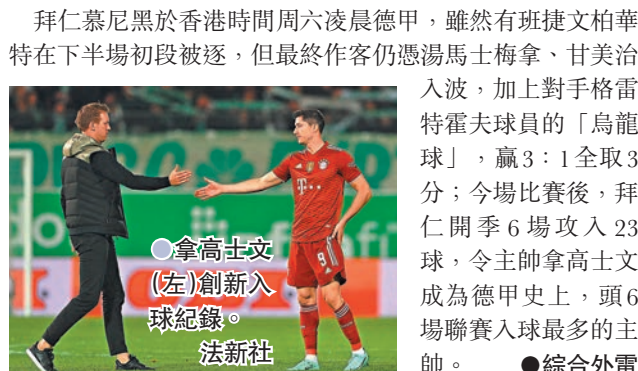 拜仁慕尼黑於香港時間周六凌晨德甲，雖然有班捷文柏華
特在下半場初段被逐，但最終作客仍憑湯馬士梅拿、甘美治
入波，加上對手格雷
特霍夫球員的「烏龍
球」，贏3：1全取3
分；今場比賽後，拜
仁開季6場攻入23
球，令主帥拿高士文
成為德甲史上，頭6
場聯賽入球最多的主
帥。 ●綜合外電
●拿高士文
(左)創新入
球紀錄。
法新社
T
9